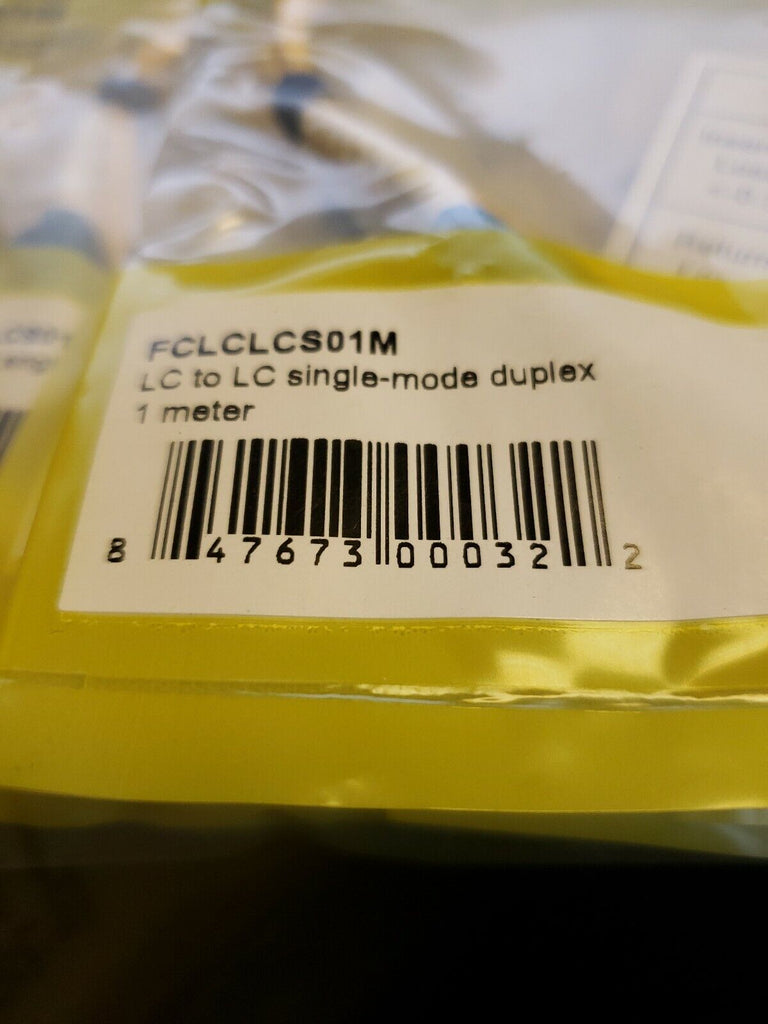 FCLCLCS01M
LC to LC single-mode duplex
1 meter
8 47673 00032 2